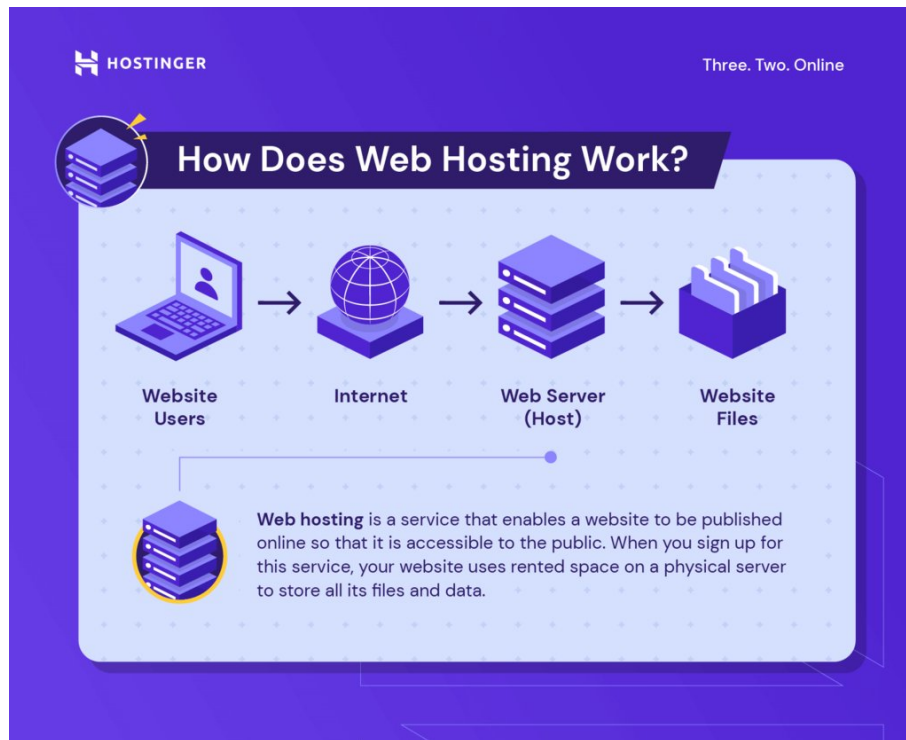 HOSTINGER
Three. Two. Online
How Does Web Hosting Work?
Website
Users
Internet
Web Server
(Host)
Website
Files
Web hosting is a service that enables a website to be published
online so that it is accessible to the public. When you sign up for
this service, your website uses rented space on a physical server
to store all its files and data.